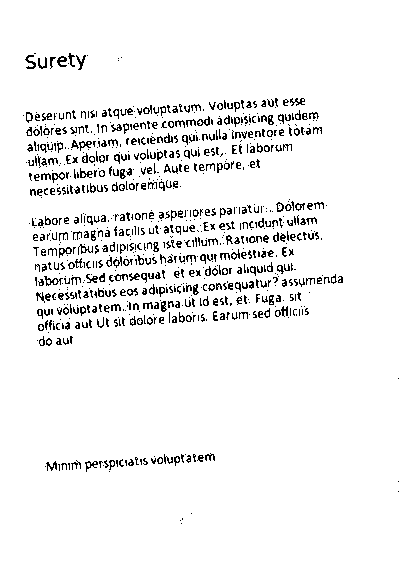 Surety
Deserunt nisi atque voluptatum. Voluptas aut esse
dolores sint. In sapiente commodi adipisicing quidem
aliquip. Aperiam, reiciendis qui nulla inventore totam
ullam. Ex dolor qui voluptas qui est,. Et laborum
tempor libero fuga. vel. Aute tempore, et
necessitatibus doloremque.
Labore aliqua. ratione asperiores pariatur.. Dolorem
earum magna facilis ut atque. Ex est incidunt ullam
Temporibus adipisicing iste cillum. Ratione delectus,
natus officiis doloribus harum qui molestiae. Ex
laborum Sed consequat et ex dolor aliquid qui.
Necessitatibus eos adipisicing consequatur? assumenda
qui voluptatem. In magna ut id est, et. Fuga. sit
officia aut Ut sit dolore laboris. Earum sed officiis
do aut
Minim perspiciatis voluptatem